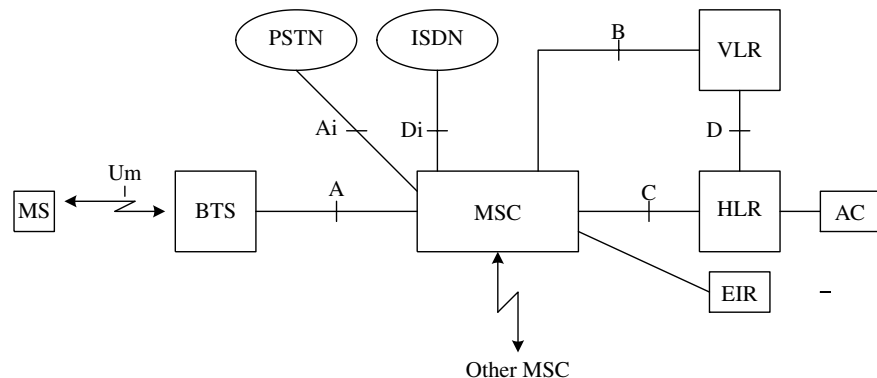 PSTN
ISDN
B
VLR
Ai
Di
D
Um
A
C
MS
BTS
MSC
HLR
AC
EIR
Other MSC